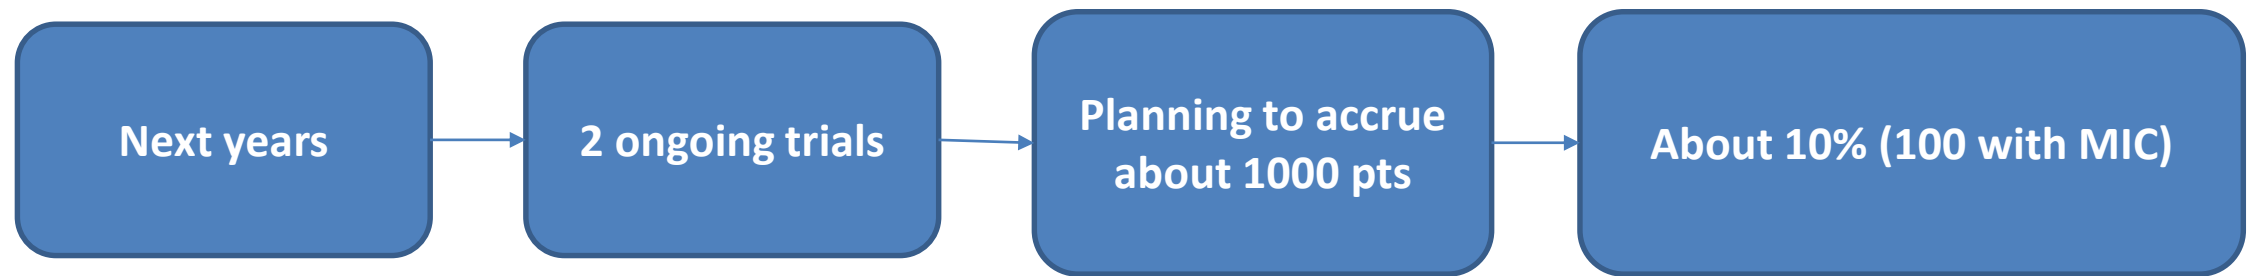 Next years
2 ongoing trials
Planning to accrue
about 1000 pts
About 10% (100 with MIC)